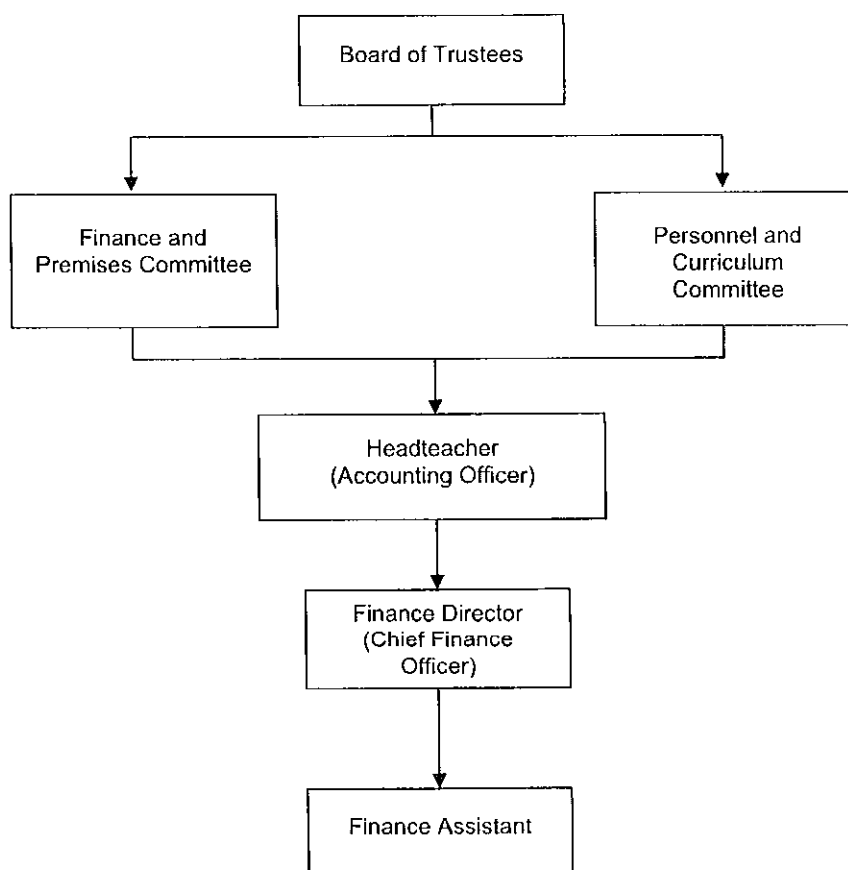 Board of Trustees
Finance and
Premises Committee
Personnel and
Curriculum
Committee
Headteacher
(Accounting Officer)
Finance Director
(Chief Finance
Officer)
Finance Assistant